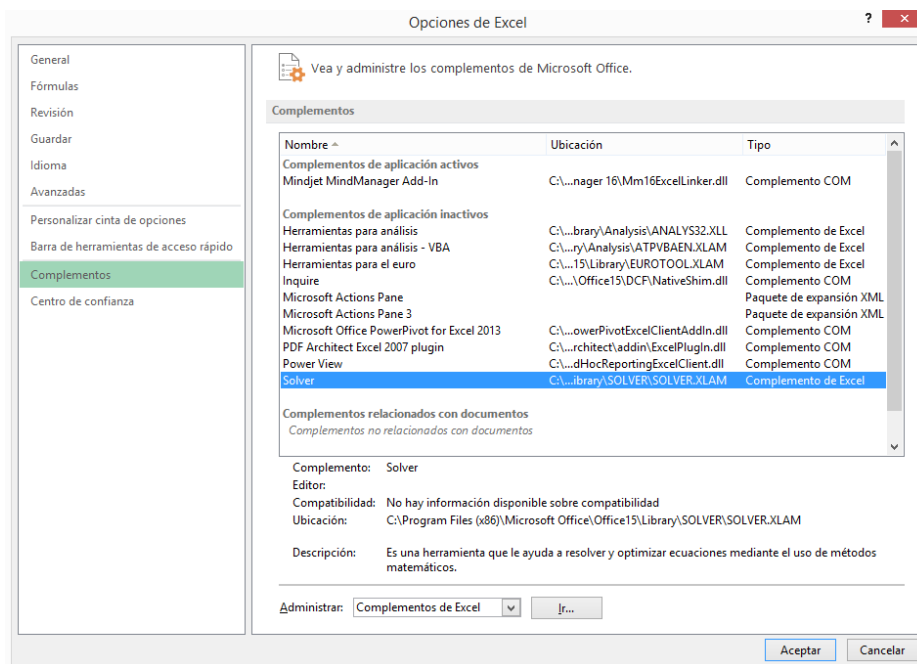 Opciones de Excel
?
General
Fórmulas
Revisión
Guardar
Idioma
Avanzadas
Personalizar cinta de opciones
Barra de herramientas de acceso rápido
Complementos
Centro de confianza
Vea y administre los complementos de Microsoft Office.
Complementos
Nombre Ubicación Tipo
Complementos de aplicación activos
Mindjet MindManager Add-In C:\...nager 16\Mm16ExcelLinker.dll Complemento COM
Complementos de aplicación inactivos
Herramientas para análisis C:\...brary\Analysis\ANALYS32.XLL Complemento de Excel
Herramientas para análisis - VBA C:\...ry\Analysis\ATPVBAEN.XLAM Complemento de Excel
Herramientas para el euro C:\...15\Library\EUROTOOL.XLAM Complemento de Excel
Inquire C:\...\Office15\DCF\NativeShim.dll Complemento COM
Microsoft Actions Pane Paquete de expansión XML
Microsoft Actions Pane 3 Paquete de expansión XML
Microsoft Office PowerPivot for Excel 2013 C:\...owerPivotExcelClientAddIn.dll Complemento COM
PDF Architect Excel 2007 plugin C:\...rchitect\addin\ExcelPlugIn.dll Complemento COM
Power View C:\...dHocReportingExcelClient.dll Complemento COM
Solver C:\...ibrary\SOLVER\SOLVER.XLAM Complemento de Excel
Complementos relacionados con documentos
Complementos no relacionados con documentos
Complemento: Solver
Editor:
Compatibilidad: No hay información disponible sobre compatibilidad
Ubicación: C:\Program Files (x86)\Microsoft Office\Office15\Library\SOLVER\SOLVER.XLAM
Descripción: Es una herramienta que le ayuda a resolver y optimizar ecuaciones mediante el uso de métodos
matemáticos.
Administrar: Complementos de Excel Ir...
Aceptar Cancelar